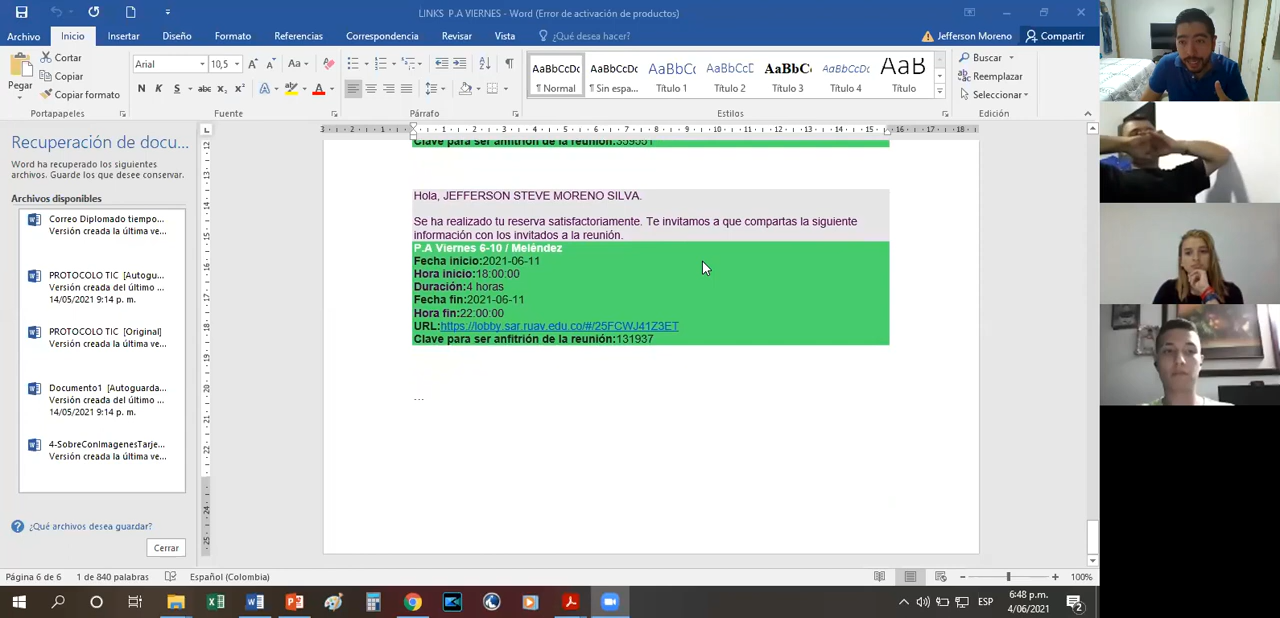 LINKS P.A VIERNES - Word (Error de activación de productos)
Archivo Inicio Insertar Diseño Formato Referencias Correspondencia Revisar Vista ¿Qué desea hacer? Jefferson Moreno Compartir
Pegar
Cortar
Copiar
Copiar formato
Arial 10,5
N K S abc x₂ x²
AaBbCcDc AaBbCcDc AaBbCcI AaBbCcI AaBbC AaBbCcDc AaB
¶ Normal ¶ Sin espa... Título 1 Título 2 Título 3 Título 4 Título
Buscar
Reemplazar
Seleccionar
Portapapeles Fuente Párrafo Estilos Edición
Recuperación de docu...
Word ha recuperado los siguientes
archivos. Guarde los que desee conservar.
Archivos disponibles
Correo Diplomado tiempo...
Versión creada la última ve...
PROTOCOLO TIC [Autogu...
Versión creada del último ...
14/05/2021 9:14 p. m.
PROTOCOLO TIC [Original]
Versión creada la última ve...
Documento1 [Autoguarda...
Versión creada del último ...
14/05/2021 9:14 p. m.
4-SobreConImagenesTarje...
Versión creada la última ve...
¿Qué archivos desea guardar?
Cerrar
Clave para ser anfitrión de la reunión:359551
Hola, JEFFERSON STEVE MORENO SILVA.
Se ha realizado tu reserva satisfactoriamente. Te invitamos a que compartas la siguiente
información con los invitados a la reunión.
P.A Viernes 6-10 / Meléndez
Fecha inicio:2021-06-11
Hora inicio:18:00:00
Duración:4 horas
Fecha fin:2021-06-11
Hora fin:22:00:00
URL:https://lobby.sar.ruav.edu.co/#/25FCWJ41Z3ET
Clave para ser anfitrión de la reunión:131937
...
Página 6 de 6 1 de 840 palabras Español (Colombia) 100%
ESP
6:48 p.m.
4/06/2021
2